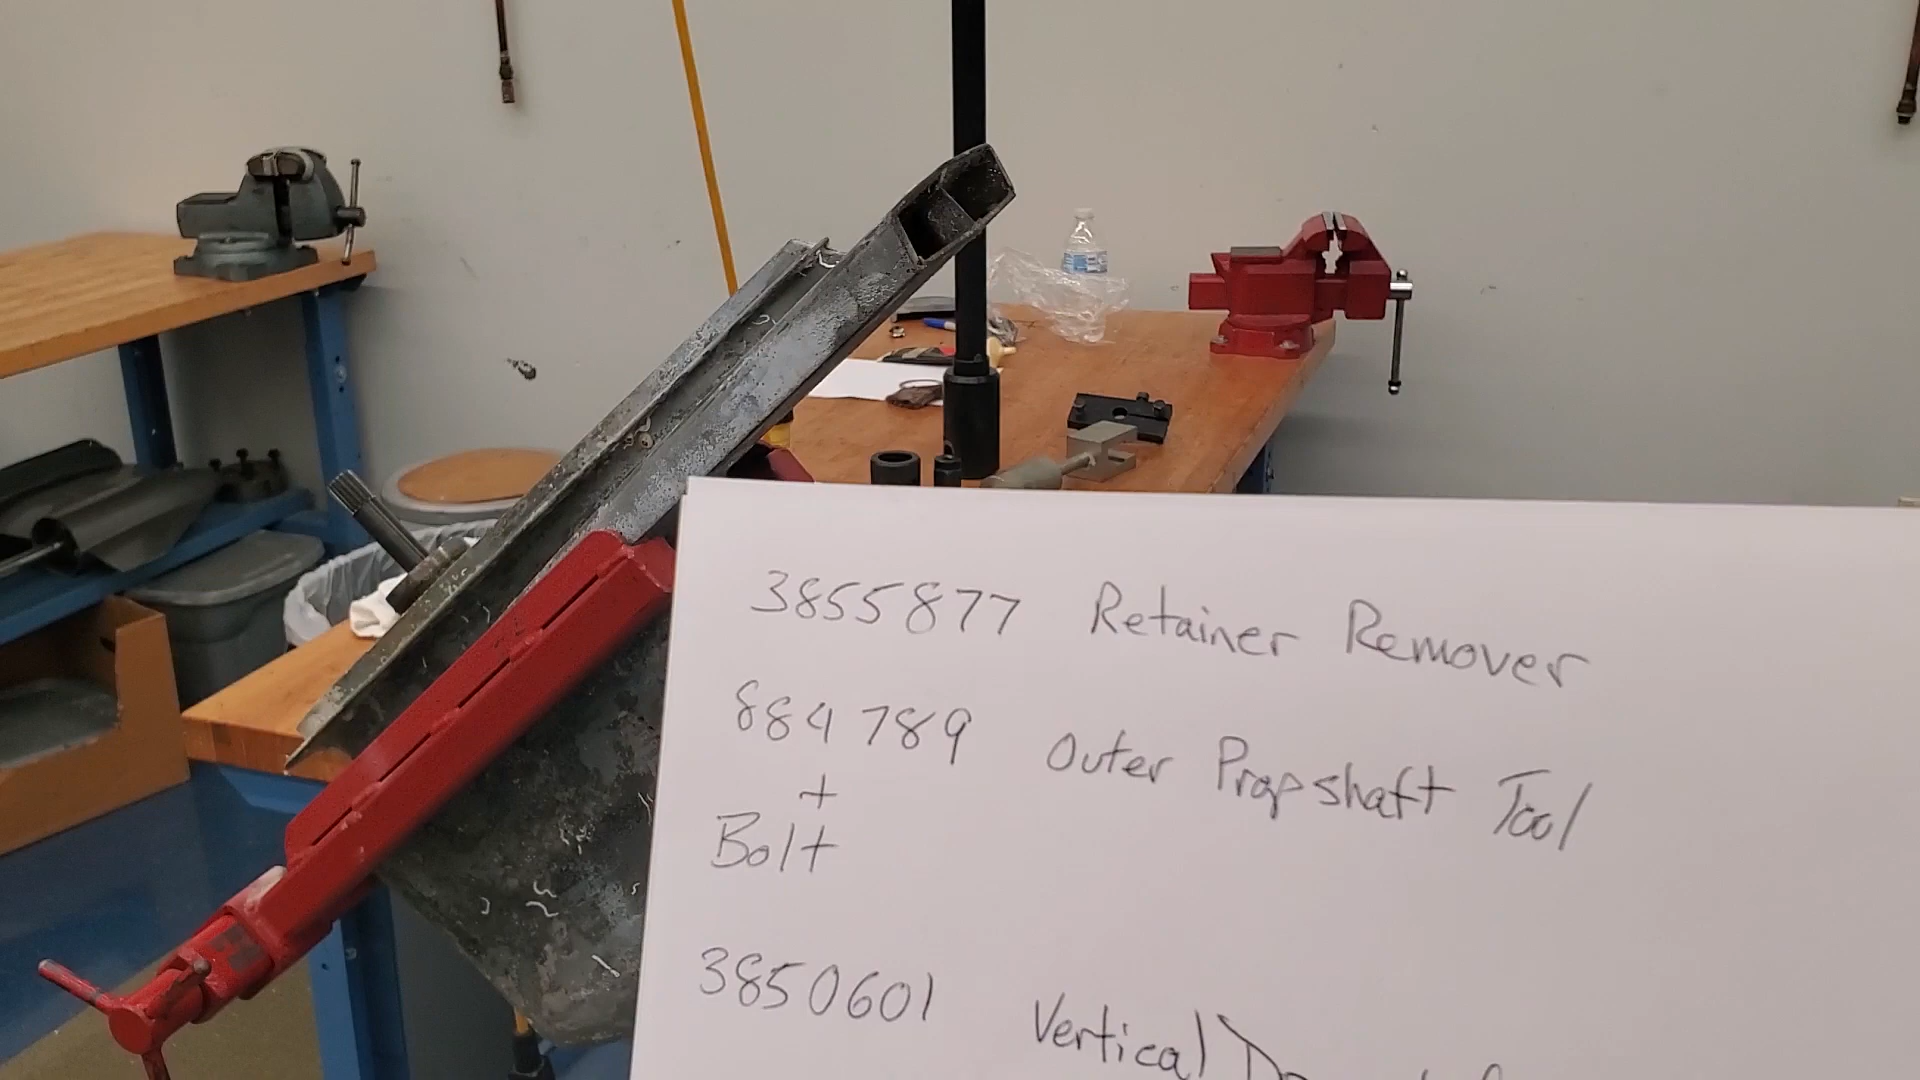 3855877 Retainer Remover
884789 Outer Propshaft Tool
+
Bolt
3850601 Vertical